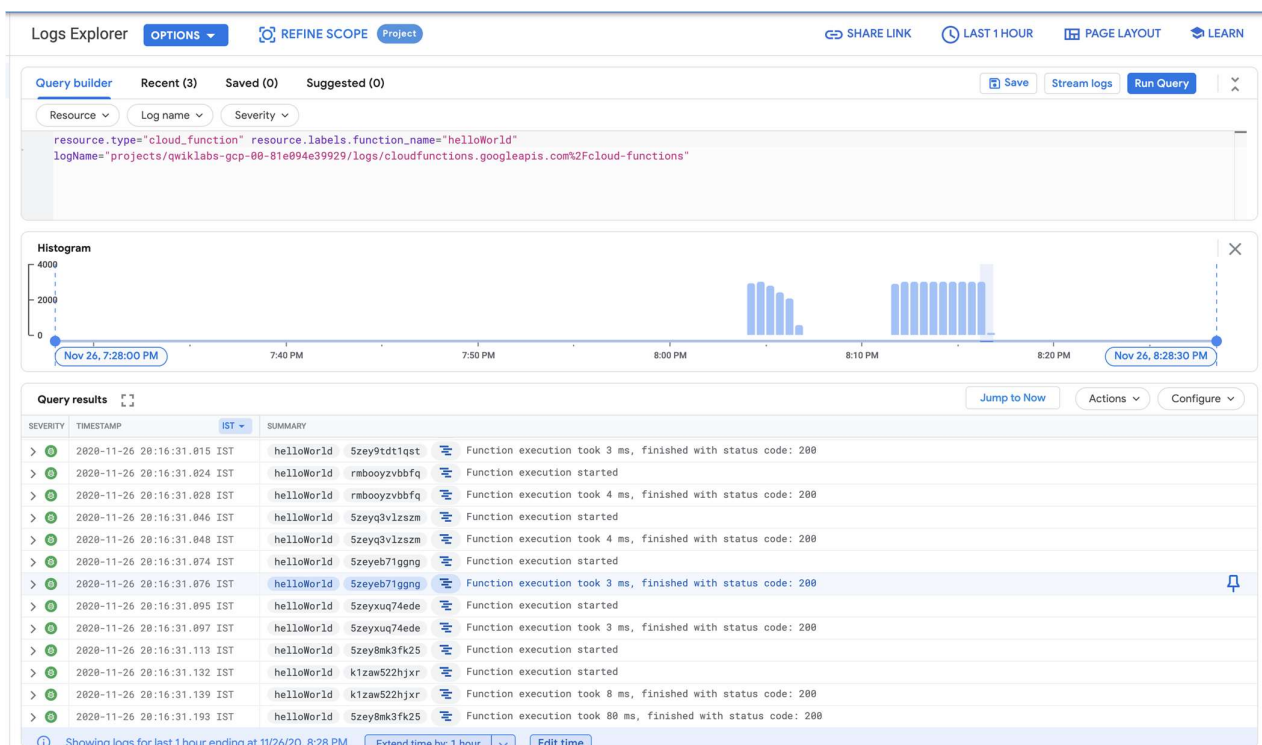 Logs Explorer OPTIONS REFINE SCOPE Project SHARE LINK LAST 1 HOUR PAGE LAYOUT LEARN
Query builder Recent (3) Saved (0) Suggested (0) Save Stream logs Run Query
Resource Log name Severity
resource.type="cloud_function" resource.labels.function_name="helloWorld"
logName="projects/qwiklabs-gcp-00-81e094e39929/logs/cloudfunctions.googleapis.com%2Fcloud-functions"
Histogram
4000
2000
0
Nov 26, 7:28:00 PM 7:40 PM 7:50 PM 8:00 PM 8:10 PM 8:20 PM Nov 26, 8:28:30 PM
Query results Jump to Now Actions Configure
SEVERITY TIMESTAMP IST SUMMARY
2020-11-26 20:16:31.015 IST helloWorld 5zey9tdt1qst Function execution took 3 ms, finished with status code: 200
2020-11-26 20:16:31.024 IST helloWorld rmbooyzvbbfq Function execution started
2020-11-26 20:16:31.028 IST helloWorld rmbooyzvbbfq Function execution took 4 ms, finished with status code: 200
2020-11-26 20:16:31.046 IST helloWorld 5zeyq3vlzszm Function execution started
2020-11-26 20:16:31.048 IST helloWorld 5zeyq3vlzszm Function execution took 4 ms, finished with status code: 200
2020-11-26 20:16:31.074 IST helloWorld 5zeyeb71ggng Function execution started
2020-11-26 20:16:31.076 IST helloWorld 5zeyeb71ggng Function execution took 3 ms, finished with status code: 200
2020-11-26 20:16:31.095 IST helloWorld 5zeyxuq74ede Function execution started
2020-11-26 20:16:31.097 IST helloWorld 5zeyxuq74ede Function execution took 3 ms, finished with status code: 200
2020-11-26 20:16:31.113 IST helloWorld 5zey8mk3fk25 Function execution started
2020-11-26 20:16:31.132 IST helloWorld k1zaw522hjxr Function execution started
2020-11-26 20:16:31.139 IST helloWorld k1zaw522hjxr Function execution took 8 ms, finished with status code: 200
2020-11-26 20:16:31.193 IST helloWorld 5zey8mk3fk25 Function execution took 80 ms, finished with status code: 200
Showing logs for last 1 hour ending at 11/26/20, 8:28 PM Extend time by: 1 hour Edit time